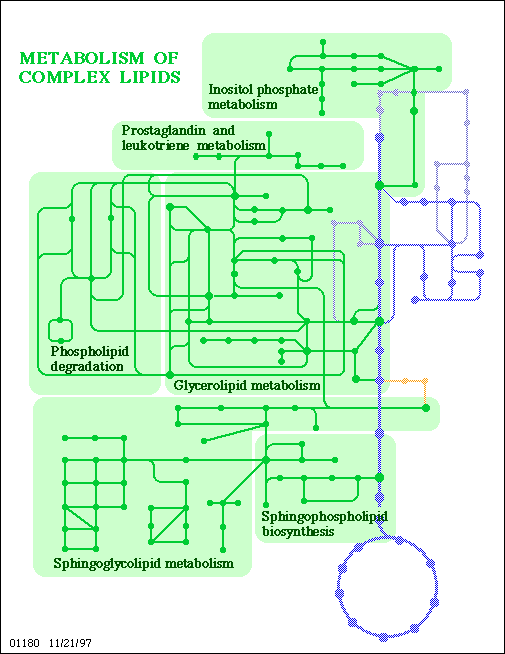 METABOLISM OF
COMPLEX LIPIDS
Inositol phosphate
metabolism
Prostaglandin and
leukotriene metabolism
Phospholipid
degradation
Glycerolipid metabolism
Sphingophospholipid
biosynthesis
Sphingoglycolipid metabolism
01180 11/21/97